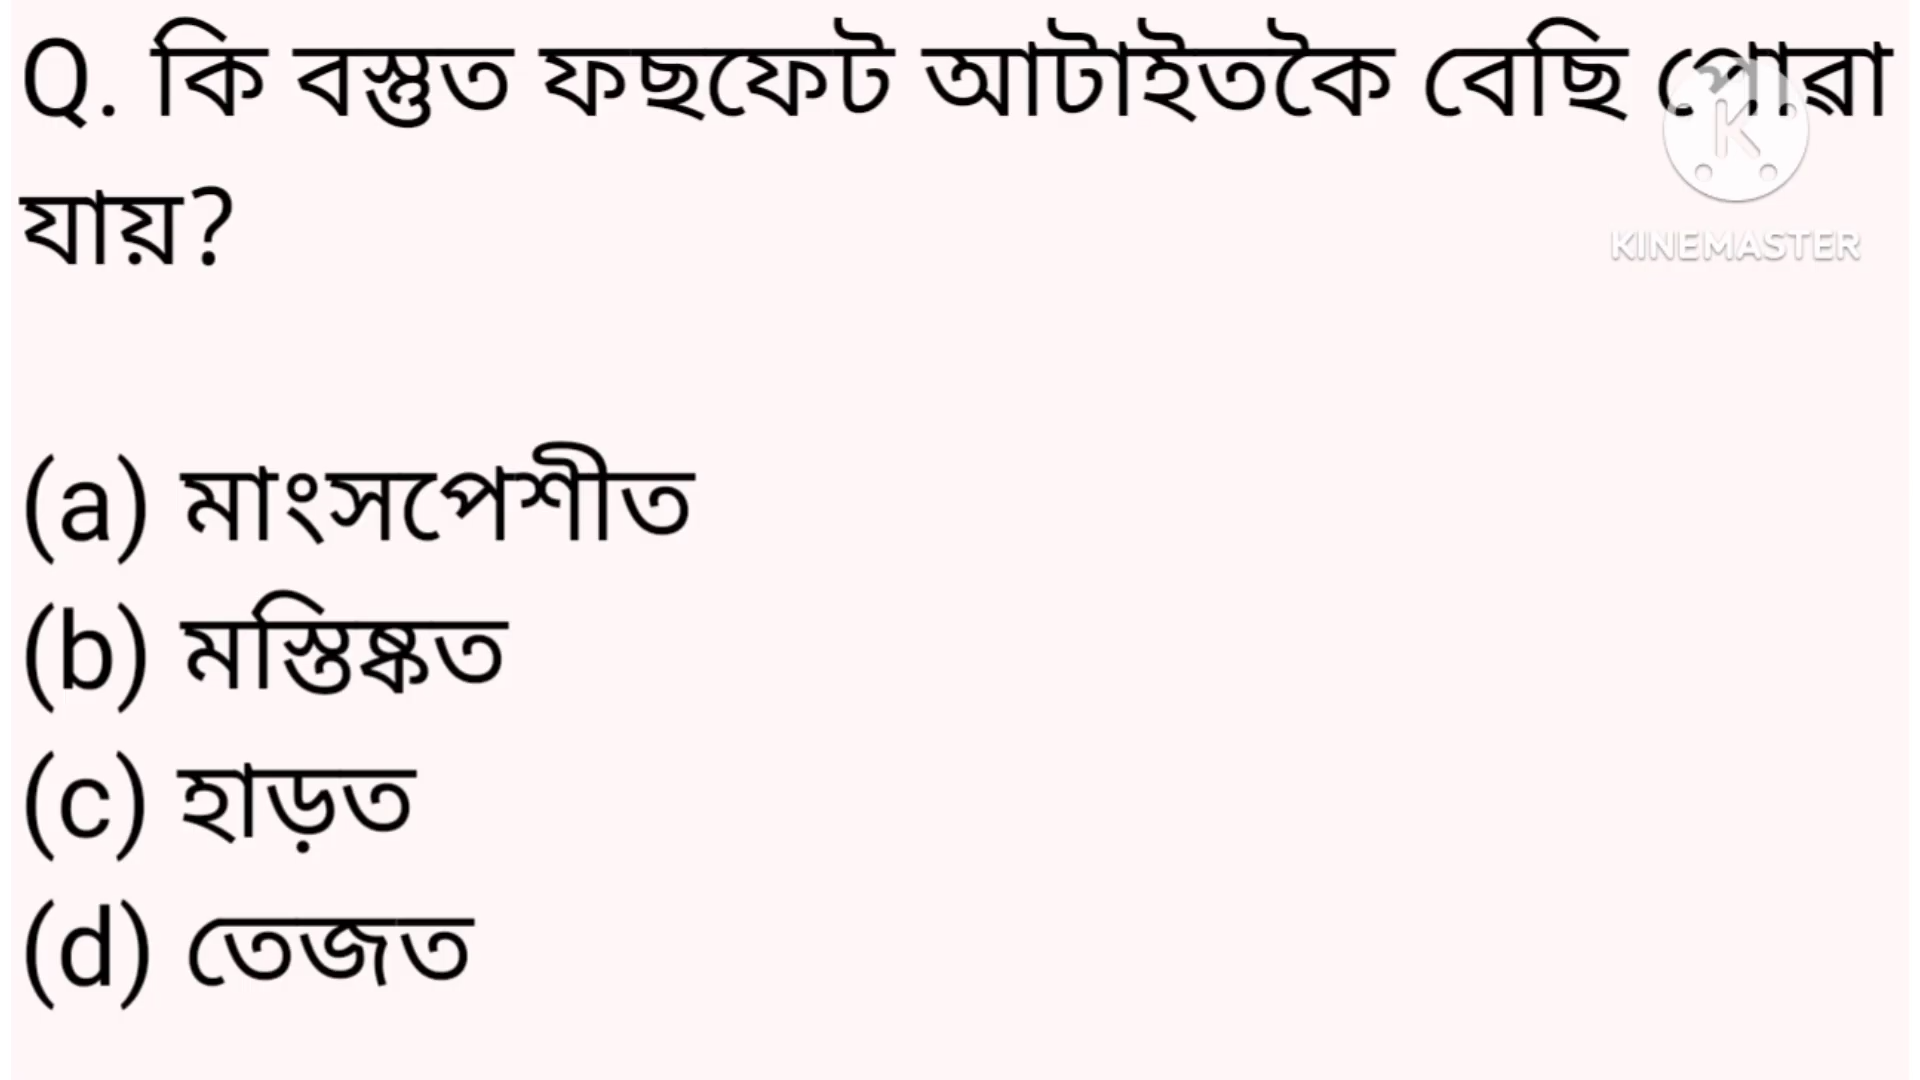 Q. কি বস্তুত ফছফেট আটাইতকৈ বেছি পোৱা
যায়?
KINEMASTER
(a) মাংসপেশীত
(b) মস্তিষ্কত
(c) হাড়ত
(d) তেজত